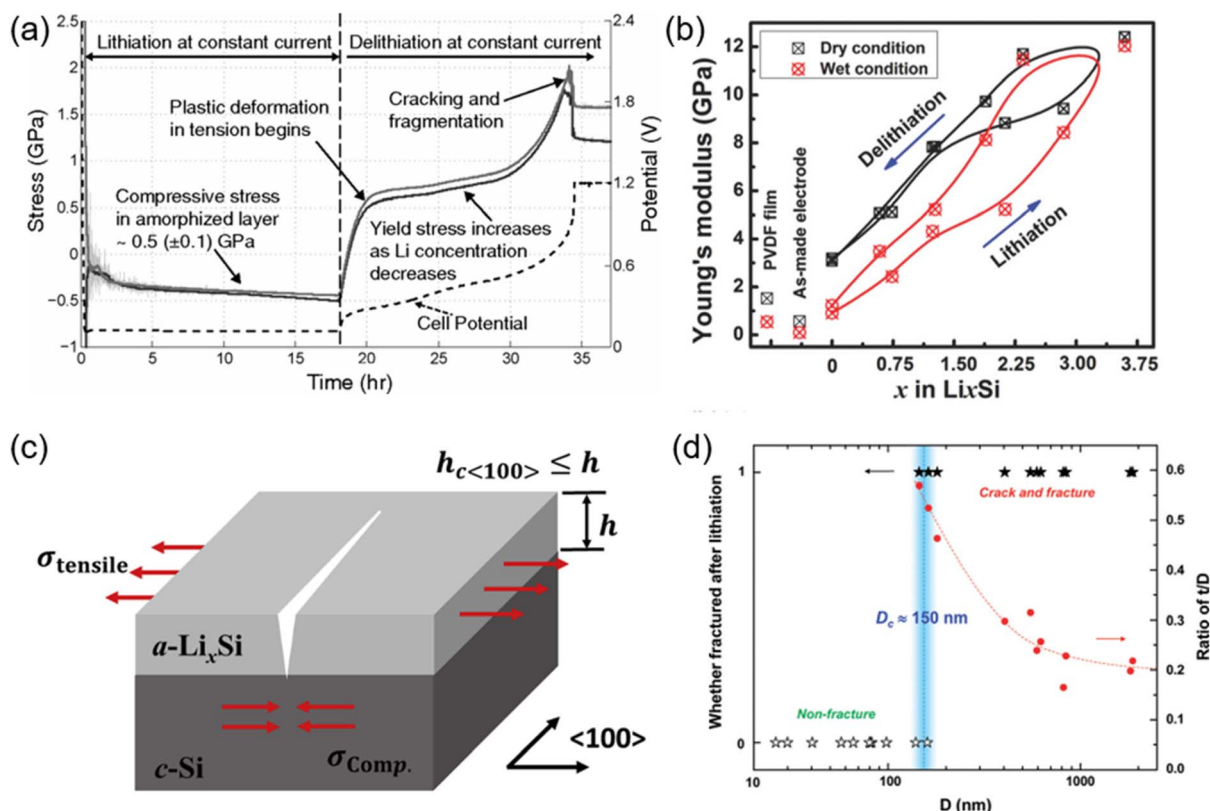 (a)
2.5
2
1.5
1
0.5
0
-0.5
-1
Stress (GPa)
Lithiation at constant current
Delithiation at constant current
Plastic deformation
in tension begins
Cracking and
fragmentation
Compressive stress
in amorphized layer
~ 0.5 (±0.1) GPa
Yield stress increases
as Li concentration
decreases
Cell Potential
0 5 10 15 20 25 30 35
Time (hr)
2.4
1.8
1.2
0.6
0
Potential (V)
(b)
Young's modulus (GPa)
12
10
8
6
4
2
0
Dry condition
Wet condition
Delithiation
Lithiation
PVDF film
As-made electrode
0 0.75 1.50 2.25 3.00 3.75
x in LixSi
(c)
hc<100> ≤ h
h
σtensile
a-LixSi
c-Si
σComp.
<100>
(d)
Whether fractured after lithiation
1
0
Crack and fracture
Dc ≈ 150 nm
Non-fracture
0.6
0.5
0.4
0.3
0.2
0.1
0.0
Ratio of t/D
10 100 1000
D (nm)